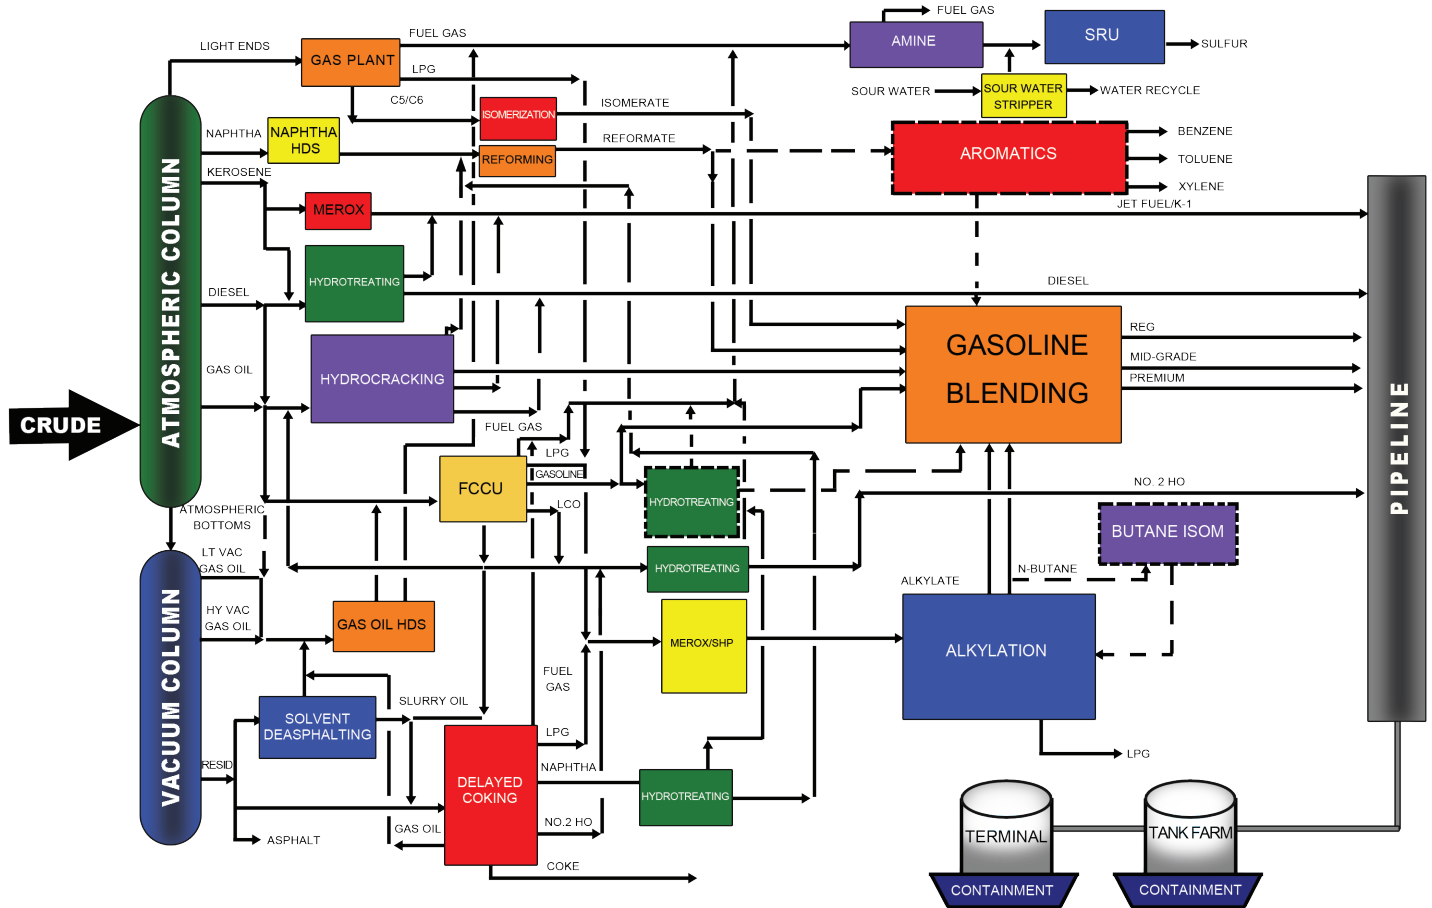 FUEL GAS
LIGHT ENDS
GAS PLANT
LPG
C5/C6
FUEL GAS
AMINE
SRU
SULFUR
SOUR WATER
SOUR WATER
STRIPPER
WATER RECYCLE
NAPHTHA
NAPHTHA
HDS
ISOMERIZATION
ISOMERATE
REFORMING
REFORMATE
AROMATICS
BENZENE
TOLUENE
XYLENE
KEROSENE
MEROX
JET FUEL/K-1
ATMOSPHERIC COLUMN
HYDROTREATING
DIESEL
DIESEL
GAS OIL
HYDROCRACKING
GASOLINE
BLENDING
REG
MID-GRADE
PREMIUM
CRUDE
PIPELINE
FUEL GAS
LPG
FCCU
GASOLINE
LCO
HYDROTREATING
NO. 2 HO
ATMOSPHERIC
BOTTOMS
BUTANE ISOM
LT VAC
GAS OIL
HYDROTREATING
N-BUTANE
ALKYLATE
HY VAC
GAS OIL
GAS OIL HDS
MEROX/SHP
ALKYLATION
VACUUM COLUMN
FUEL
GAS
SLURRY OIL
SOLVENT
DEASPHALTING
LPG
LPG
RESID
NAPHTHA
DELAYED
COKING
HYDROTREATING
GAS OIL
NO.2 HO
ASPHALT
COKE
TERMINAL
TANK FARM
CONTAINMENT
CONTAINMENT